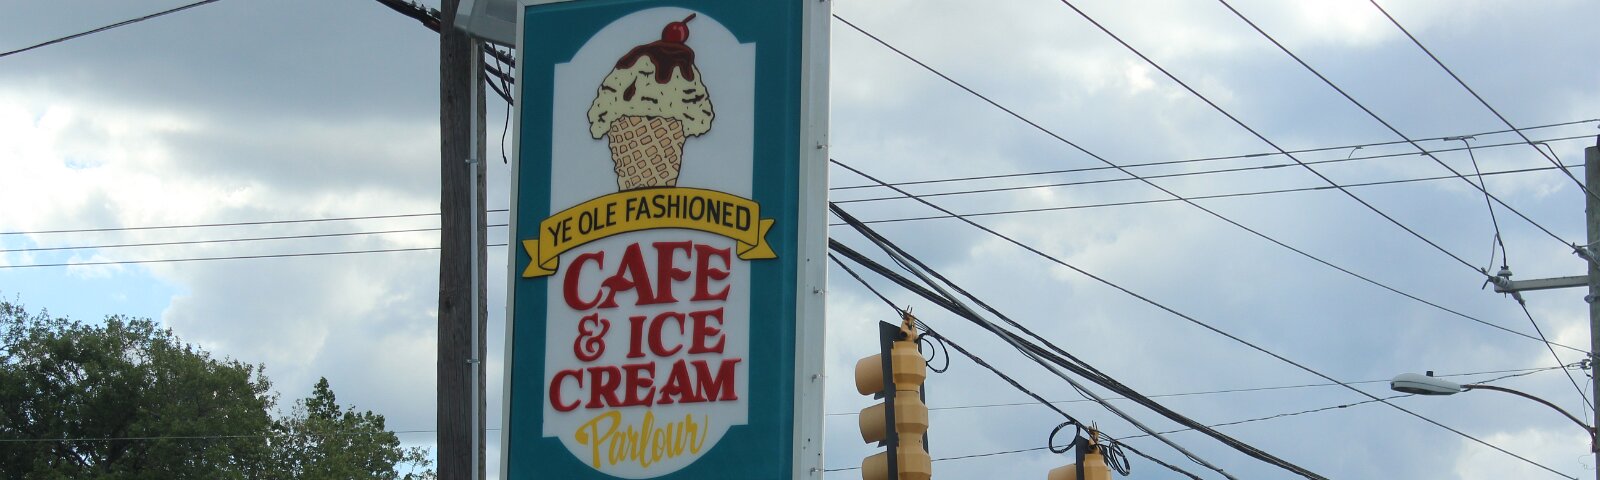 YE OLE FASHIONED
CAFE
& ICE
CREAM
Parlour